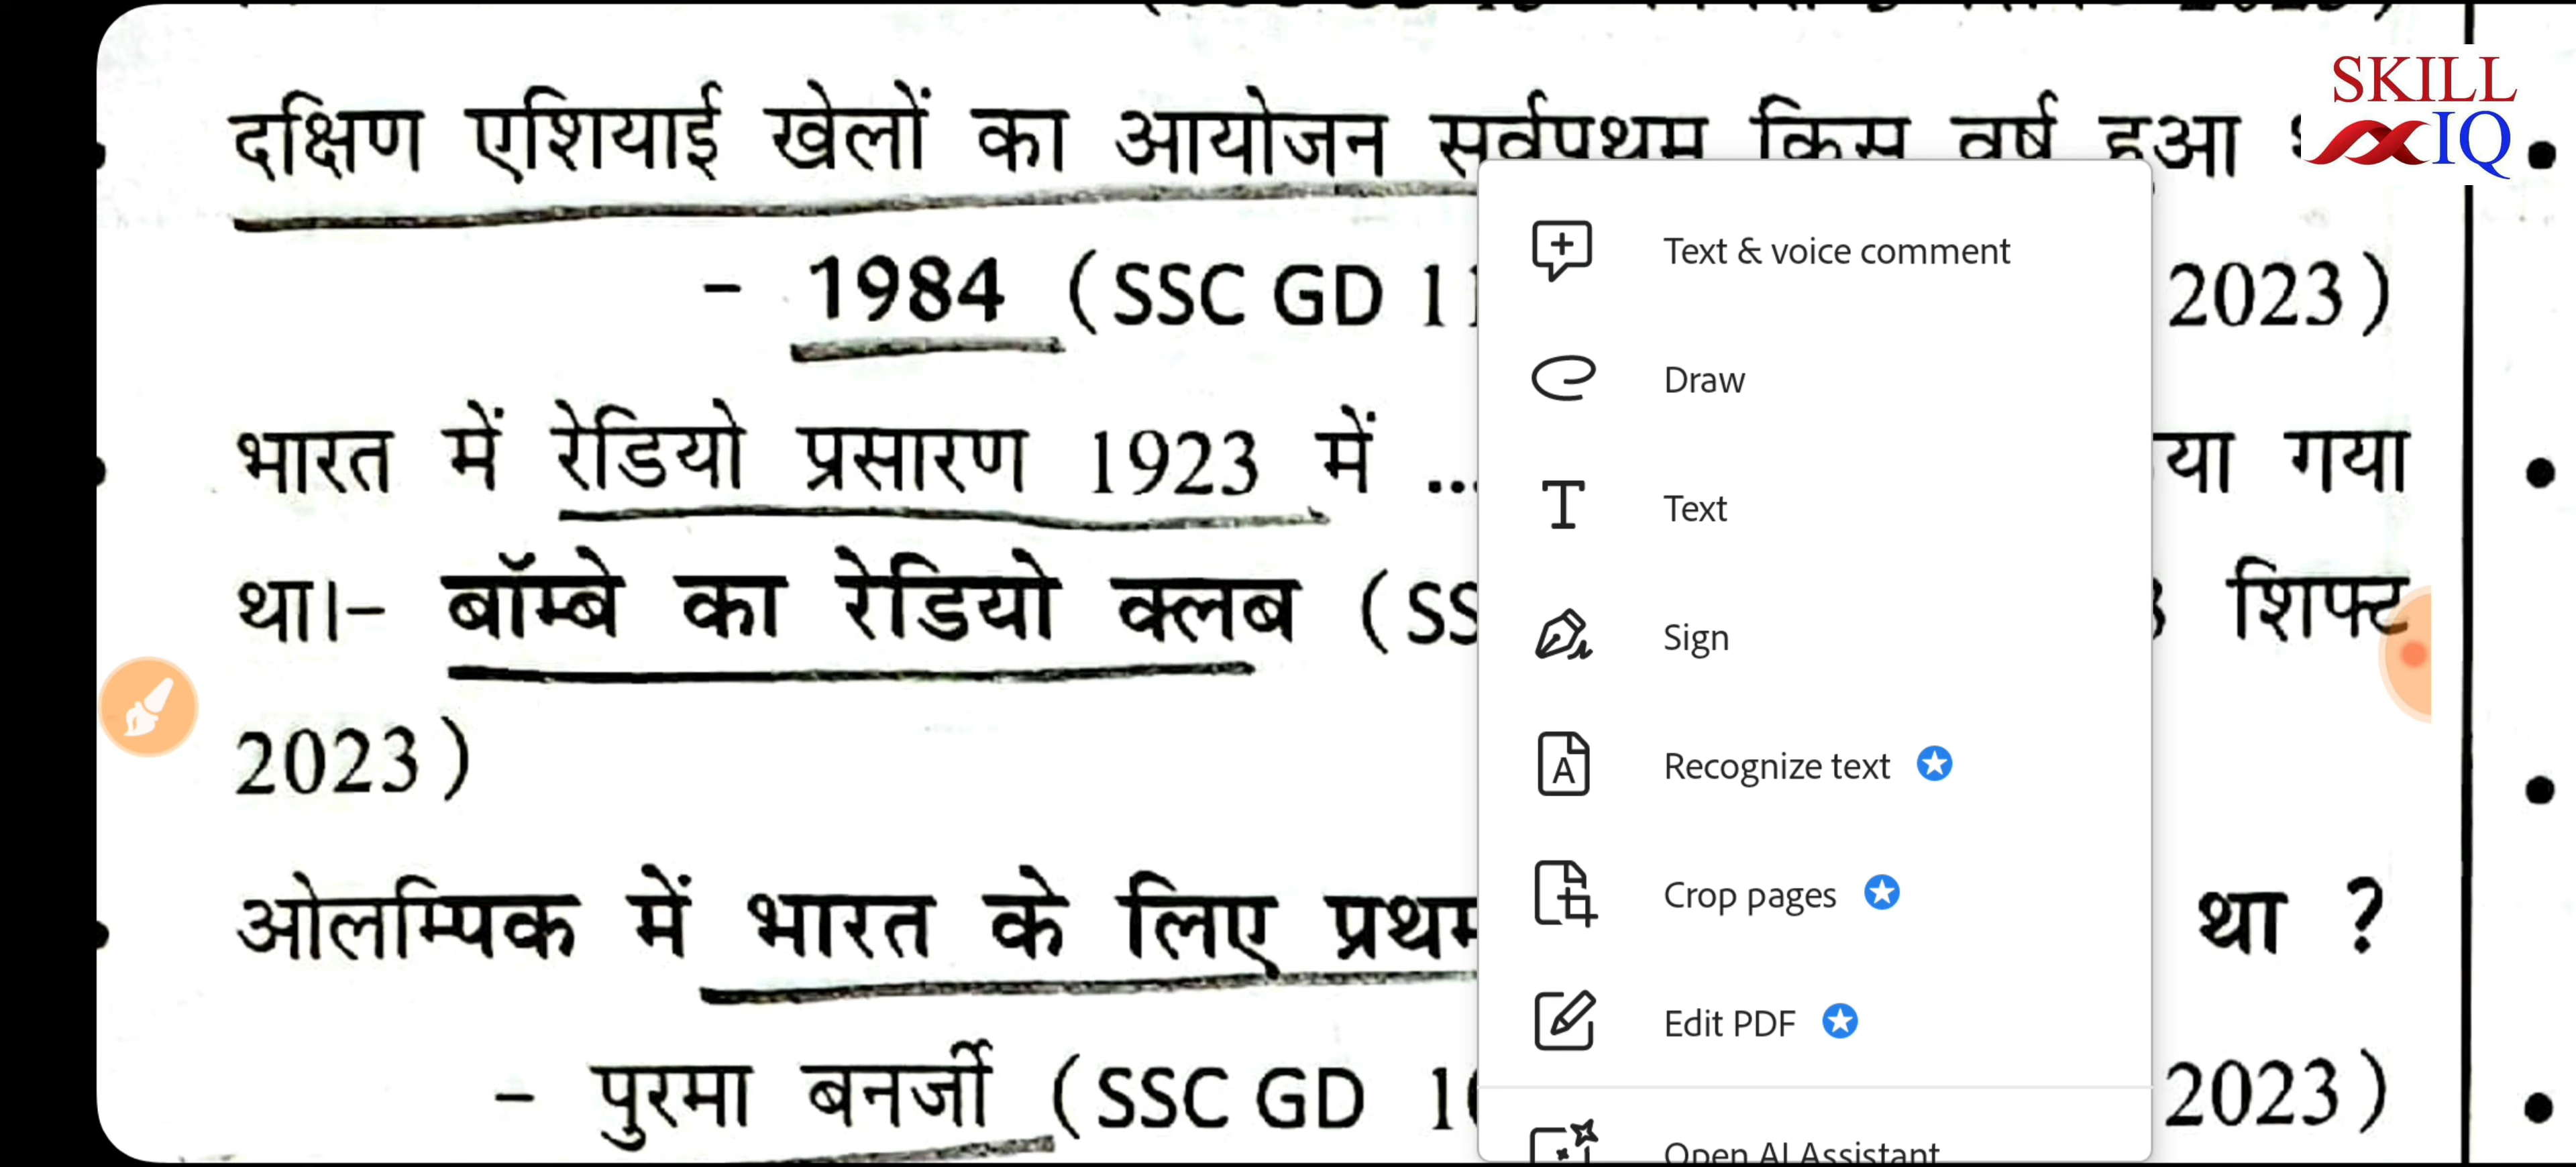 दक्षिण एशियाई खेलों का आयोजन सर्वप्रथम किस वर्ष हुआ
SKILL
IQ
- 1984 (SSC GD 2023)
Text & voice comment
Draw
भारत में रेडियो प्रसारण 1923 में ... या गया
Text
था।- बॉम्बे का रेडियो क्लब ( शिफ्ट
Sign
2023)
Recognize text
Crop pages
ओलम्पिक में भारत के लिए प्रथम था ?
Edit PDF
- पुरमा बनर्जी (SSC GD 2023)
Open AI Assistant